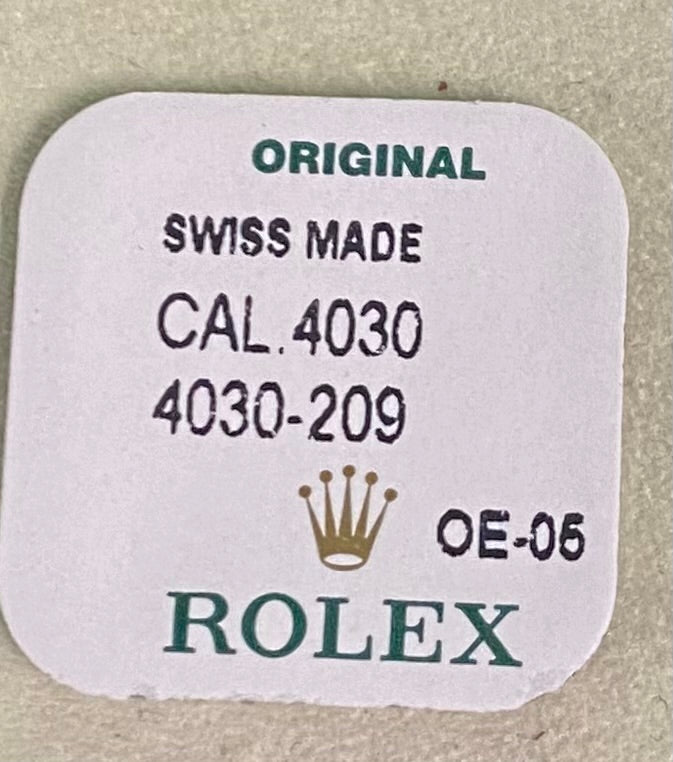 ORIGINAL
SWISS MADE
CAL.4030
4030-209
OE-05
ROLEX